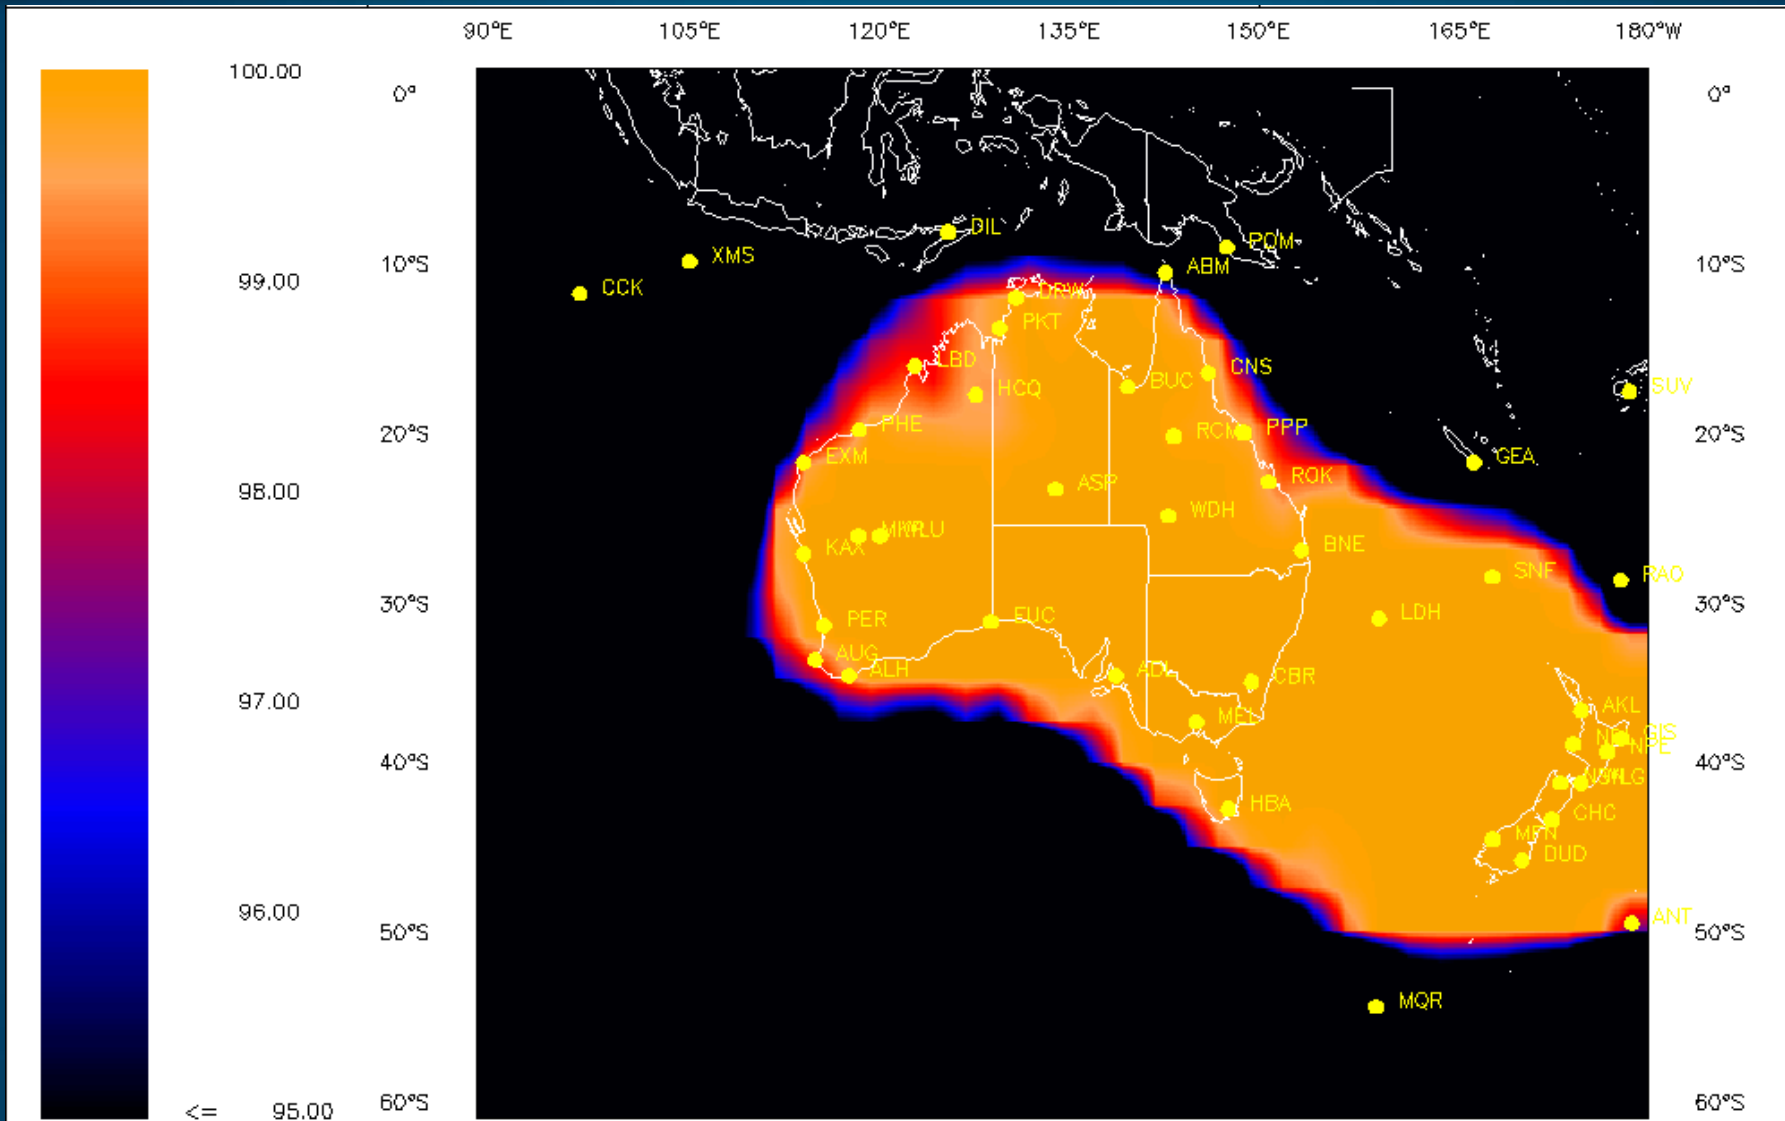 90°E 105°E 120°E 135°E 150°E 165°E 180°W
100.00
0° 0°
DIL
POM
XMS
ABM
10°S 10°S
99.00
CCK
DRW
PKT
LBD
CNS
HCQ
BUC
SUV
PHE
RCM
PPP
20°S 20°S
EXM
GEA
ROK
98.00
ASP
WDH
BNE
KAX
SNF
RAO
30°S 30°S
LDH
PER
EUC
AUG
ALH
ADL
CBR
97.00
AKL
MEL
GIS
NPE
40°S 40°S
HBA
CHC
MFN
DUD
96.00
ANT
50°S 50°S
MQR
<= 95.00
60°S 60°S